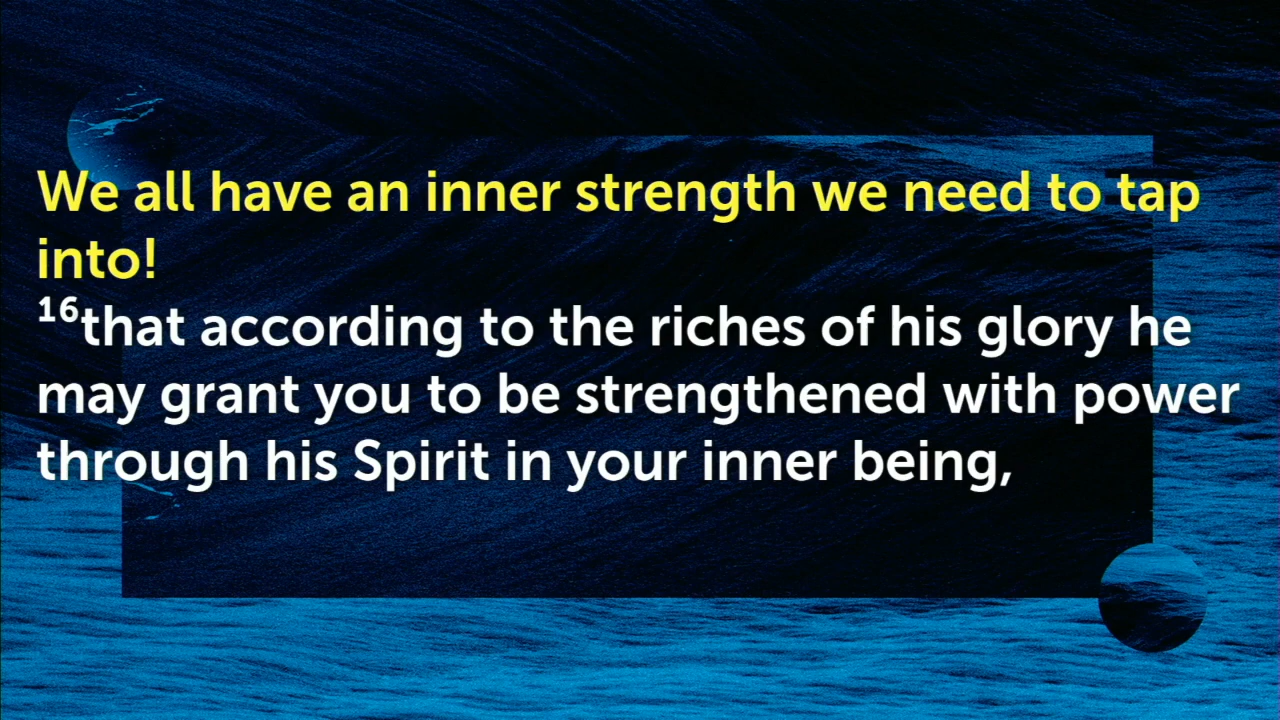 We all have an inner strength we need to tap
into!
¹⁶that according to the riches of his glory he
may grant you to be strengthened with power
through his Spirit in your inner being,